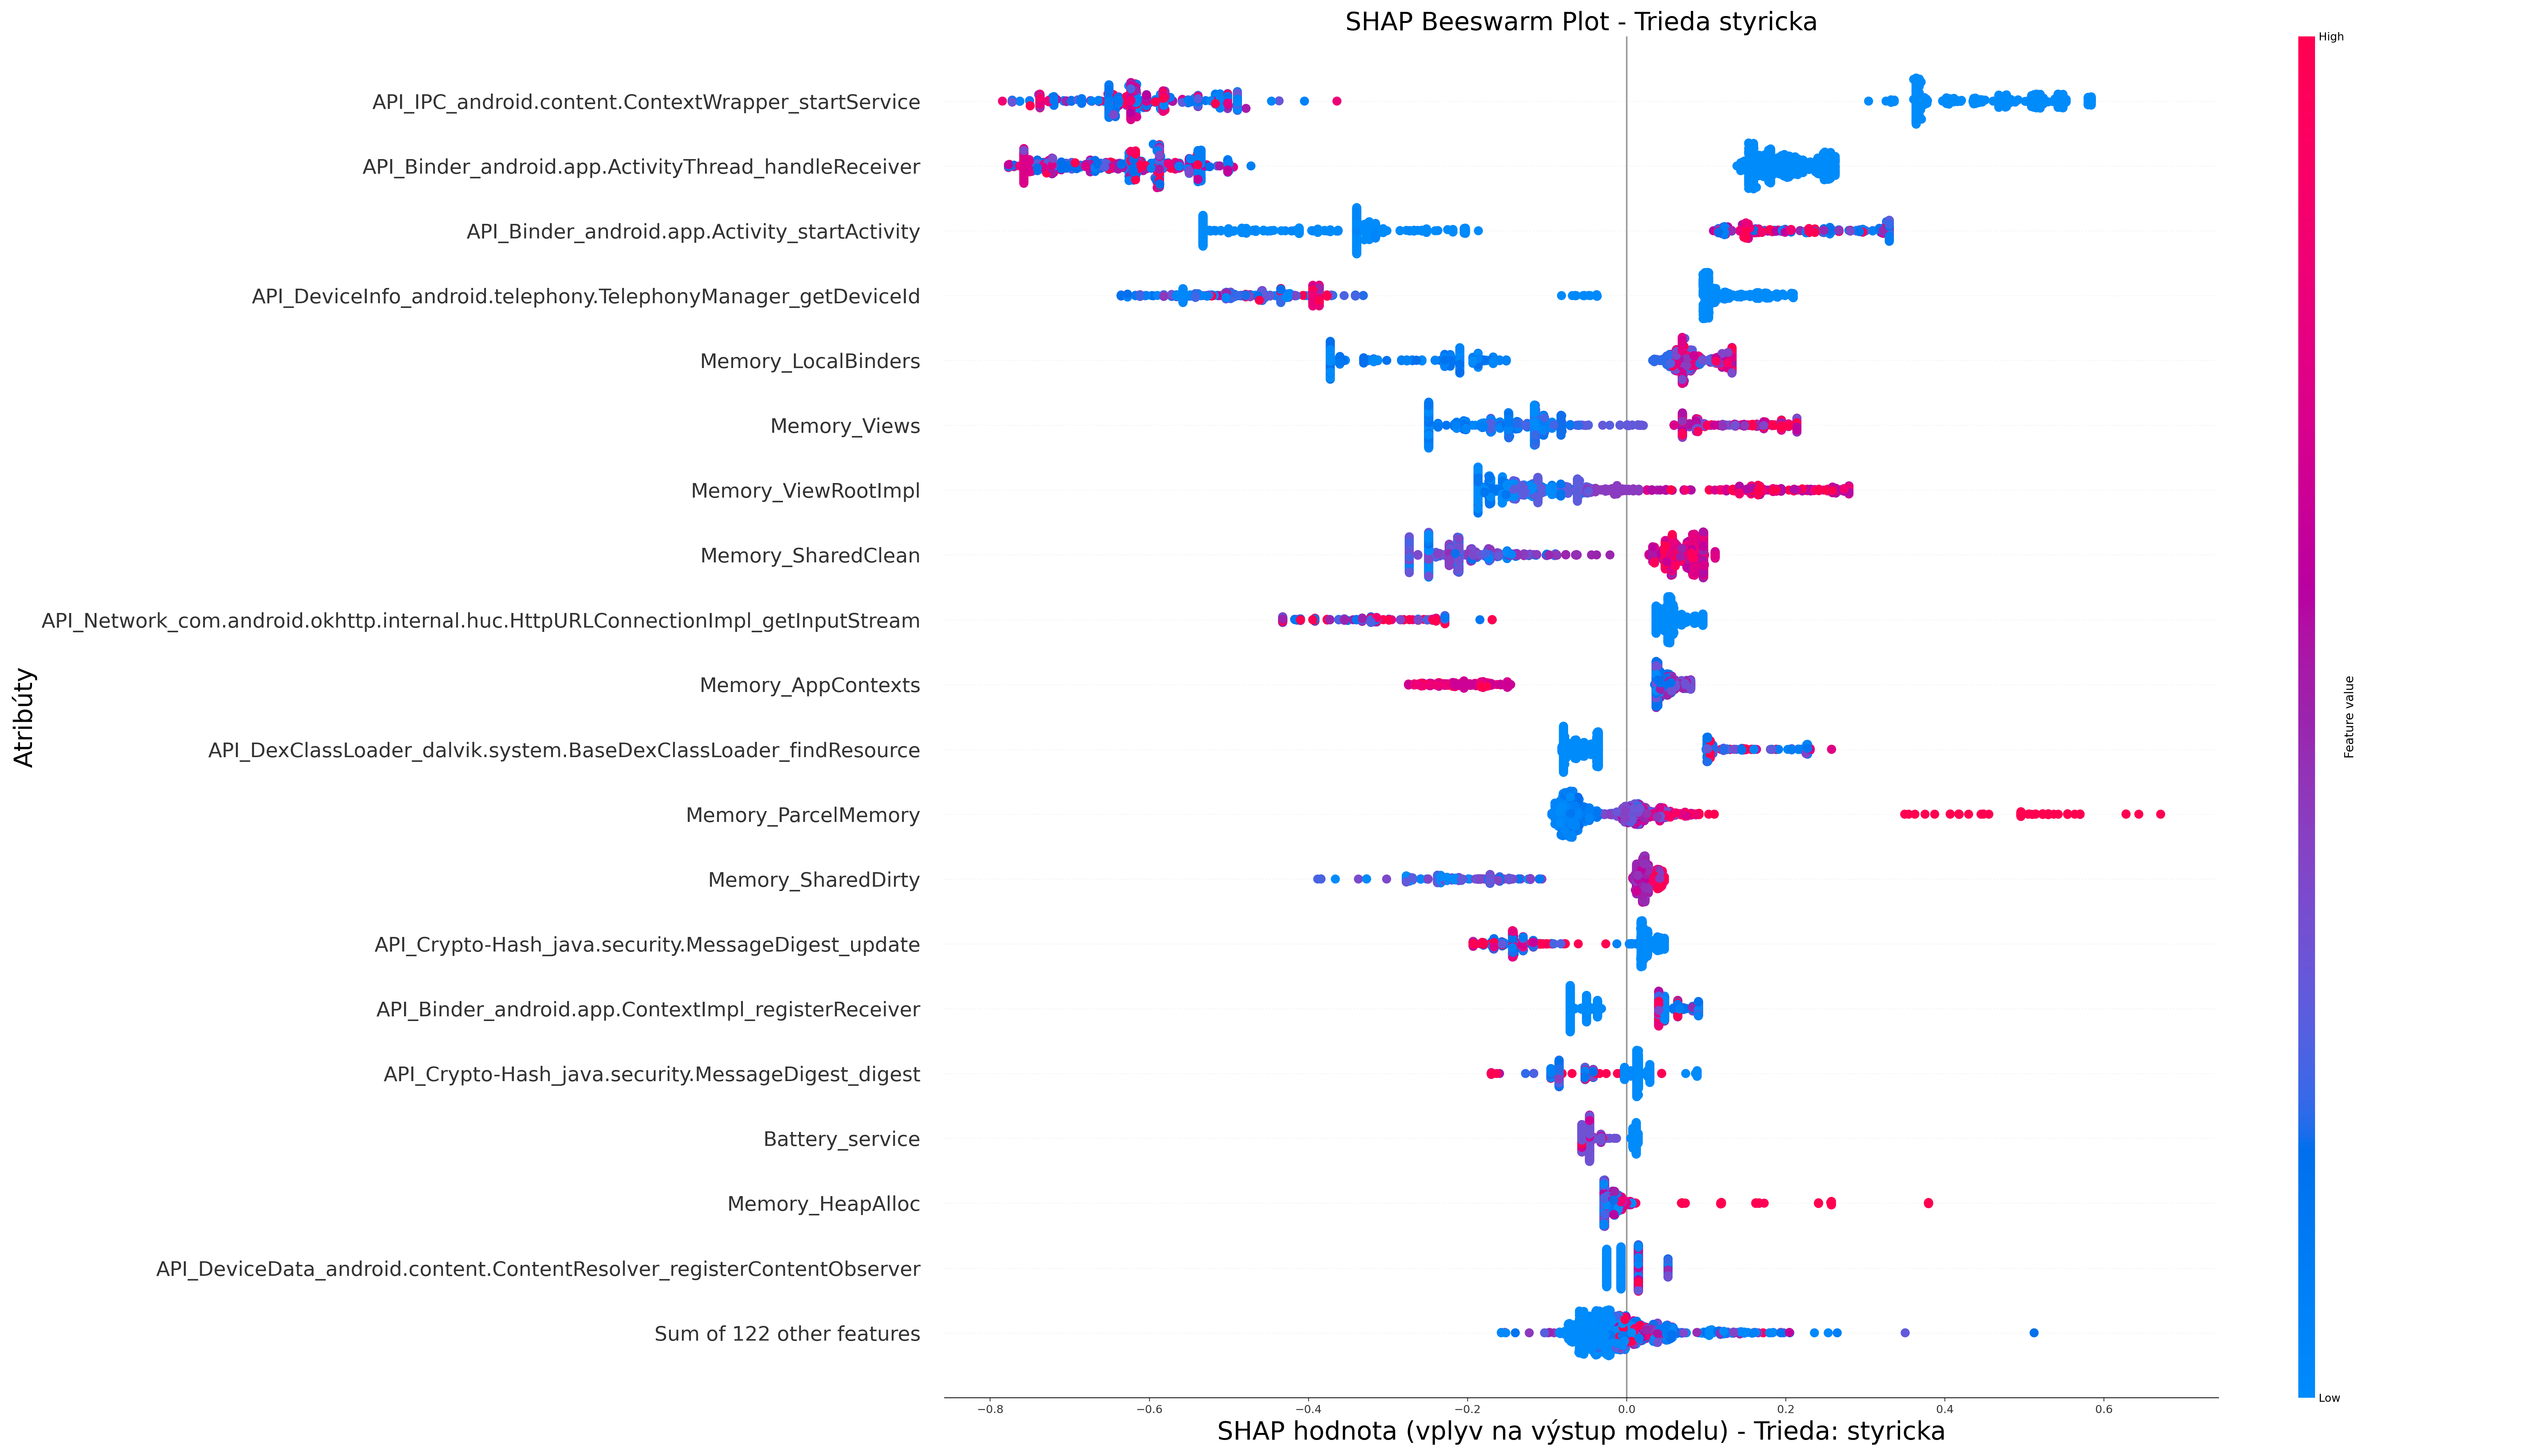 SHAP Beeswarm Plot - Trieda styricka
High
API_IPC_android.content.ContextWrapper_startService
API_Binder_android.app.ActivityThread_handleReceiver
API_Binder_android.app.Activity_startActivity
API_DeviceInfo_android.telephony.TelephonyManager_getDeviceId
Memory_LocalBinders
Memory_Views
Memory_ViewRootImpl
Memory_SharedClean
API_Network_com.android.okhttp.internal.huc.HttpURLConnectionImpl_getInputStream
Memory_AppContexts
API_DexClassLoader_dalvik.system.BaseDexClassLoader_findResource
Memory_ParcelMemory
Memory_SharedDirty
API_Crypto-Hash_java.security.MessageDigest_update
API_Binder_android.app.ContextImpl_registerReceiver
API_Crypto-Hash_java.security.MessageDigest_digest
Battery_service
Memory_HeapAlloc
API_DeviceData_android.content.ContentResolver_registerContentObserver
Sum of 122 other features
Atribúty
Feature value
Low
−0.8 −0.6 −0.4 −0.2 0.0 0.2 0.4 0.6
SHAP hodnota (vplyv na výstup modelu) - Trieda: styricka